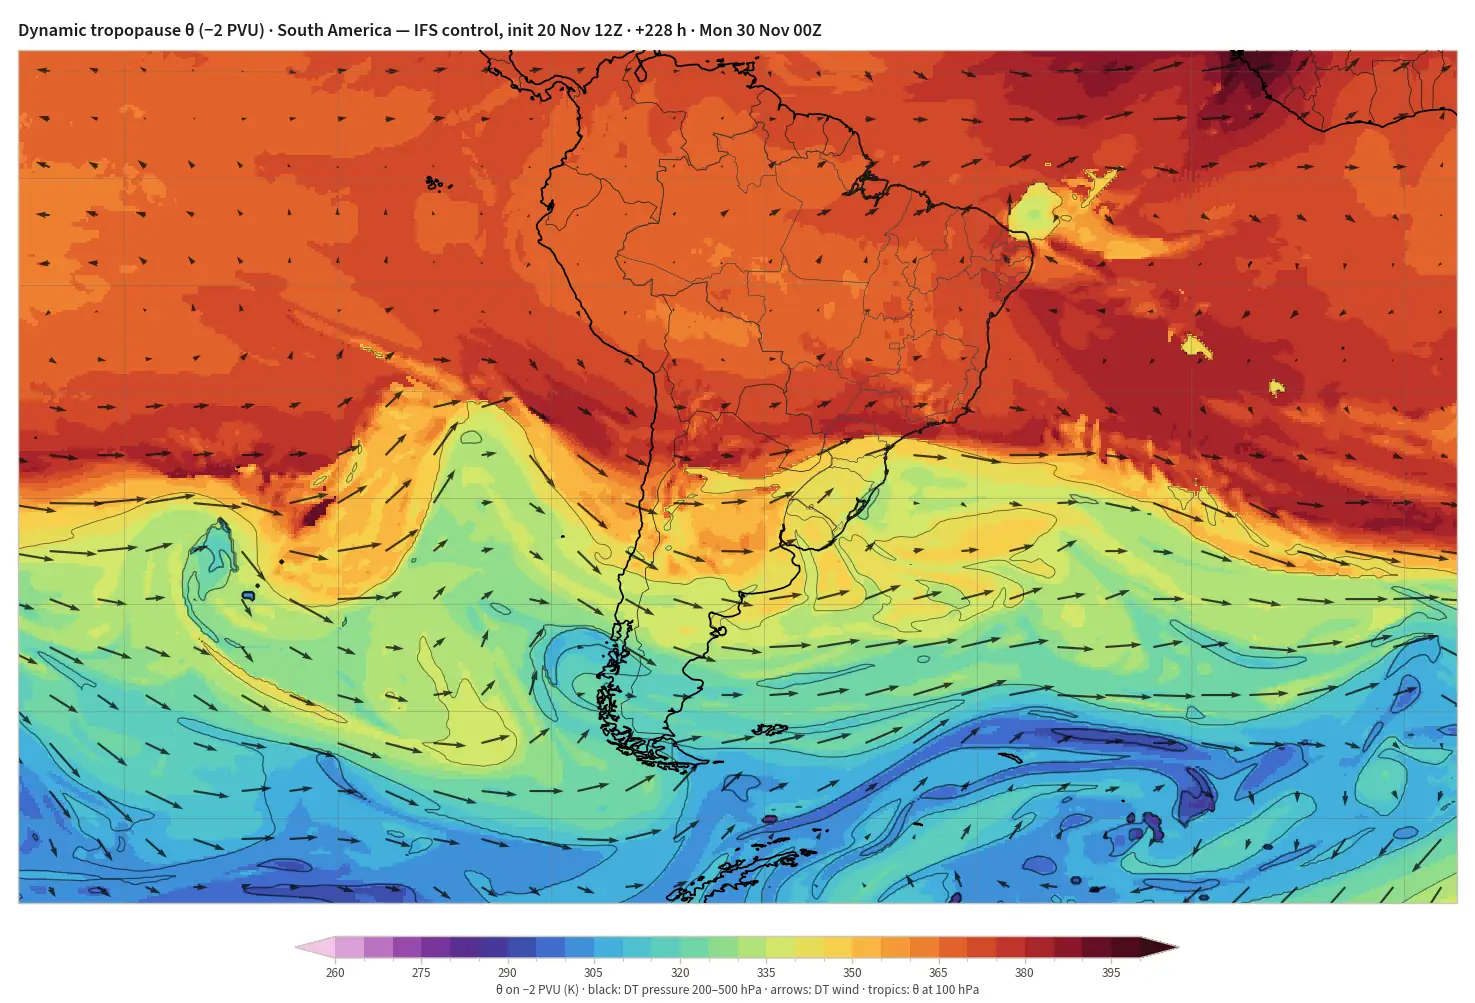 Dynamic tropopause θ (−2 PVU) · South America — IFS control, init 20 Nov 12Z · +228 h · Mon 30 Nov 00Z
260 275 290 305 320 335 350 365 380 395
θ on −2 PVU (K) · black: DT pressure 200–500 hPa · arrows: DT wind · tropics: θ at 100 hPa